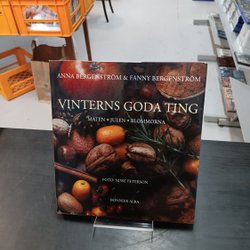 ANNA BERGENSTRÖM & FANNY BERGENSTRÖM
VINTERNS GODA TING
MATEN • JULEN • BLOMMORNA
FOTO: NINE PETERSON
BONNIER ALBA